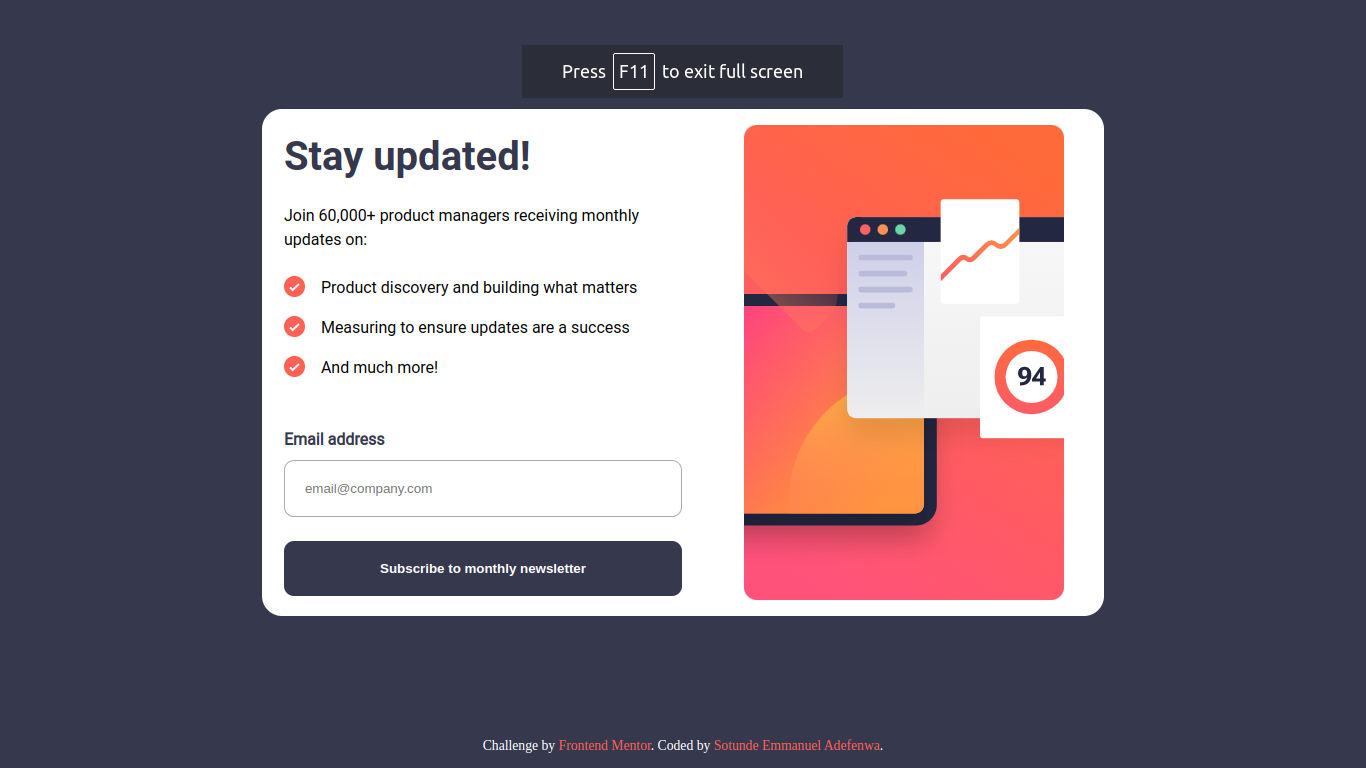 Press F11 to exit full screen
Stay updated!
Join 60,000+ product managers receiving monthly
updates on:
Product discovery and building what matters
Measuring to ensure updates are a success
And much more!
94
Email address
email@company.com
Subscribe to monthly newsletter
Challenge by Frontend Mentor. Coded by Sotunde Emmanuel Adefenwa.